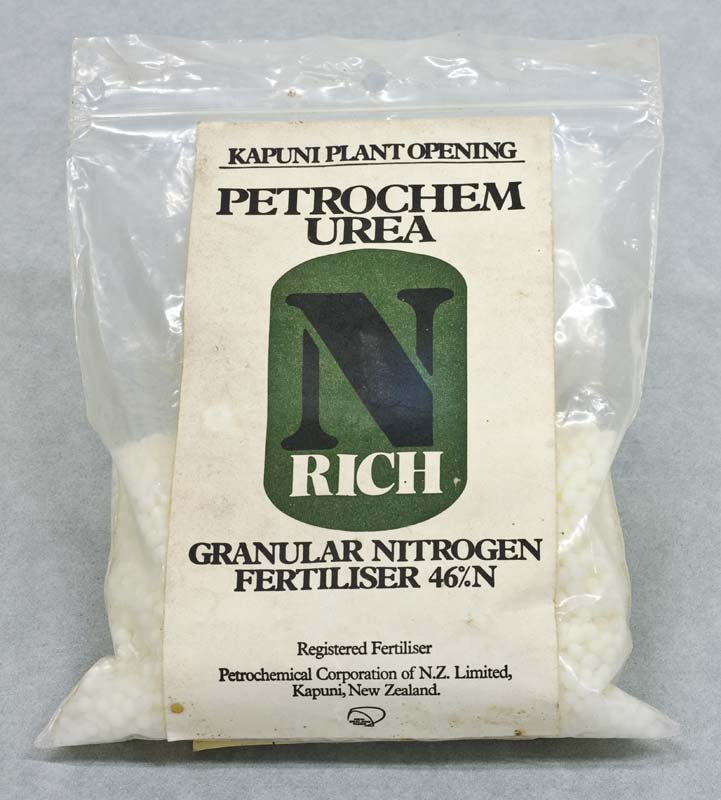 KAPUNI PLANT OPENING
PETROCHEM
UREA
N
RICH
GRANULAR NITROGEN
FERTILISER 46%N
Registered Fertiliser
Petrochemical Corporation of N.Z. Limited,
Kapuni, New Zealand.